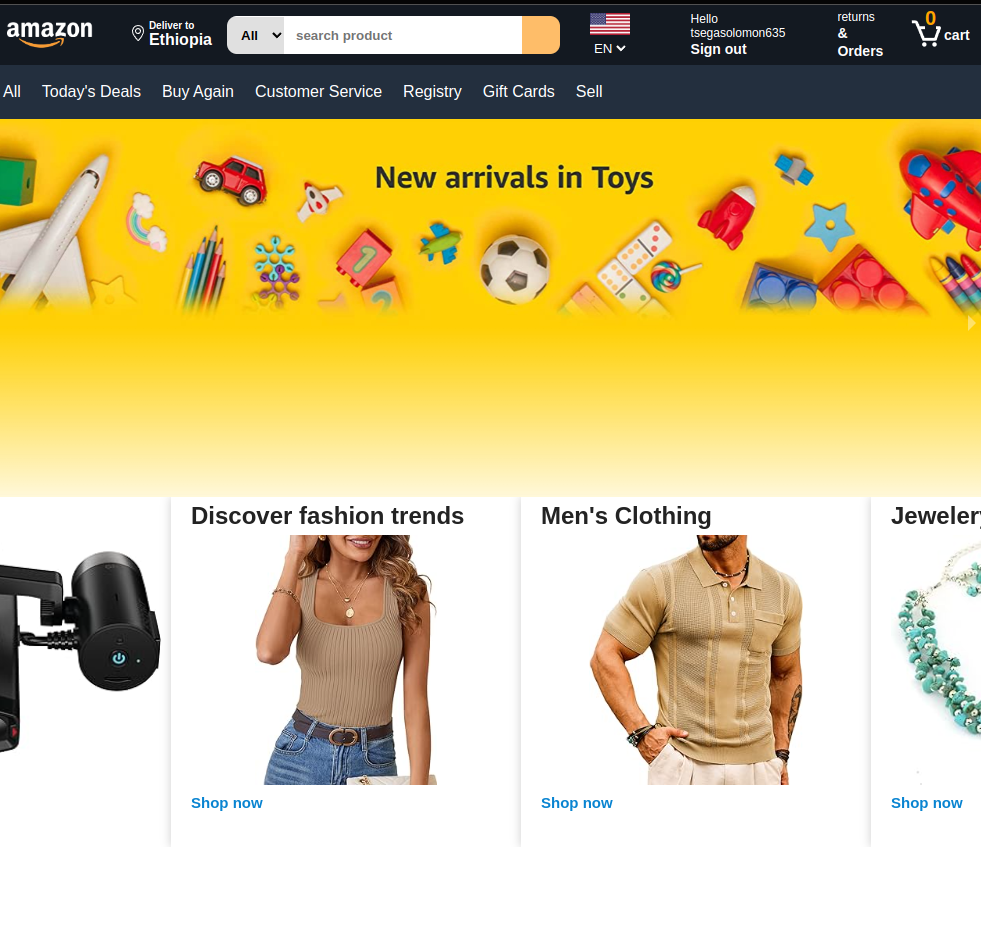 amazon
Deliver to
Ethiopia
All
search product
EN
Hello
tsegasolomon635
Sign out
returns
&
Orders
0
cart
All Today's Deals Buy Again Customer Service Registry Gift Cards Sell
New arrivals in Toys
1
2
Discover fashion trends
Men's Clothing
Jewelery
Shop now
Shop now
Shop now